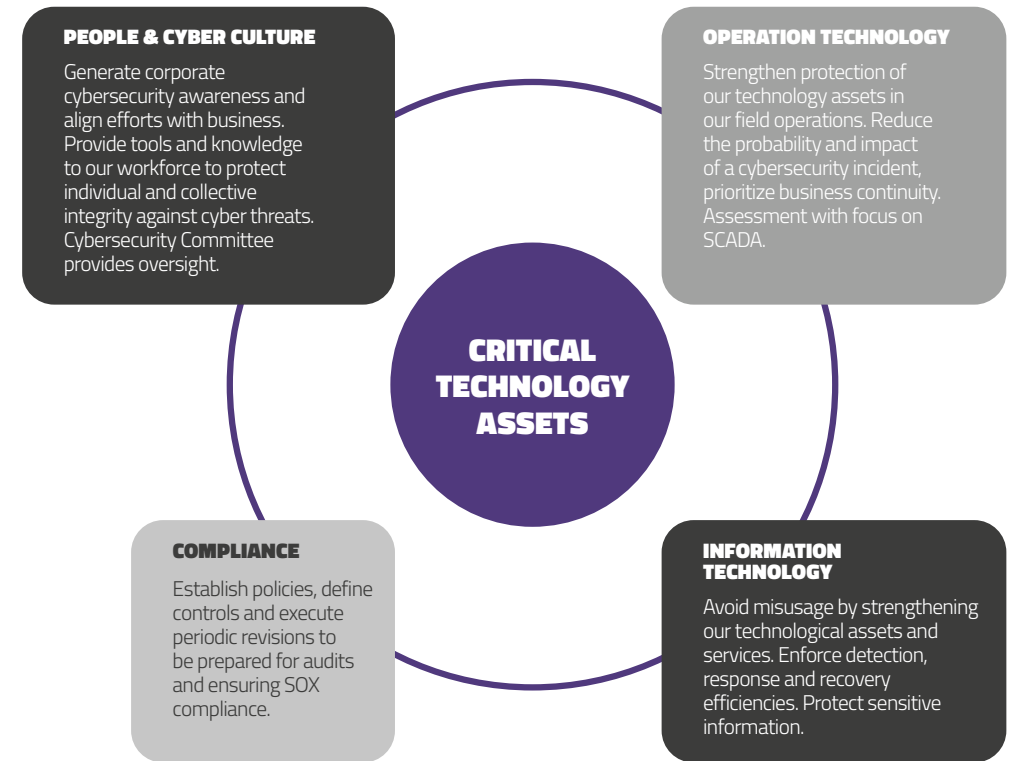 PEOPLE & CYBER CULTURE
Generate corporate
cybersecurity awareness and
align efforts with business.
Provide tools and knowledge
to our workforce to protect
individual and collective
integrity against cyber threats.
Cybersecurity Committee
provides oversight.
OPERATION TECHNOLOGY
Strengthen protection of
our technology assets in
our field operations. Reduce
the probability and impact
of a cybersecurity incident,
prioritize business continuity.
Assessment with focus on
SCADA.
CRITICAL
TECHNOLOGY
ASSETS
COMPLIANCE
Establish policies, define
controls and execute
periodic revisions to
be prepared for audits
and ensuring SOX
compliance.
INFORMATION
TECHNOLOGY
Avoid misusage by strengthening
our technological assets and
services. Enforce detection,
response and recovery
efficiencies. Protect sensitive
information.